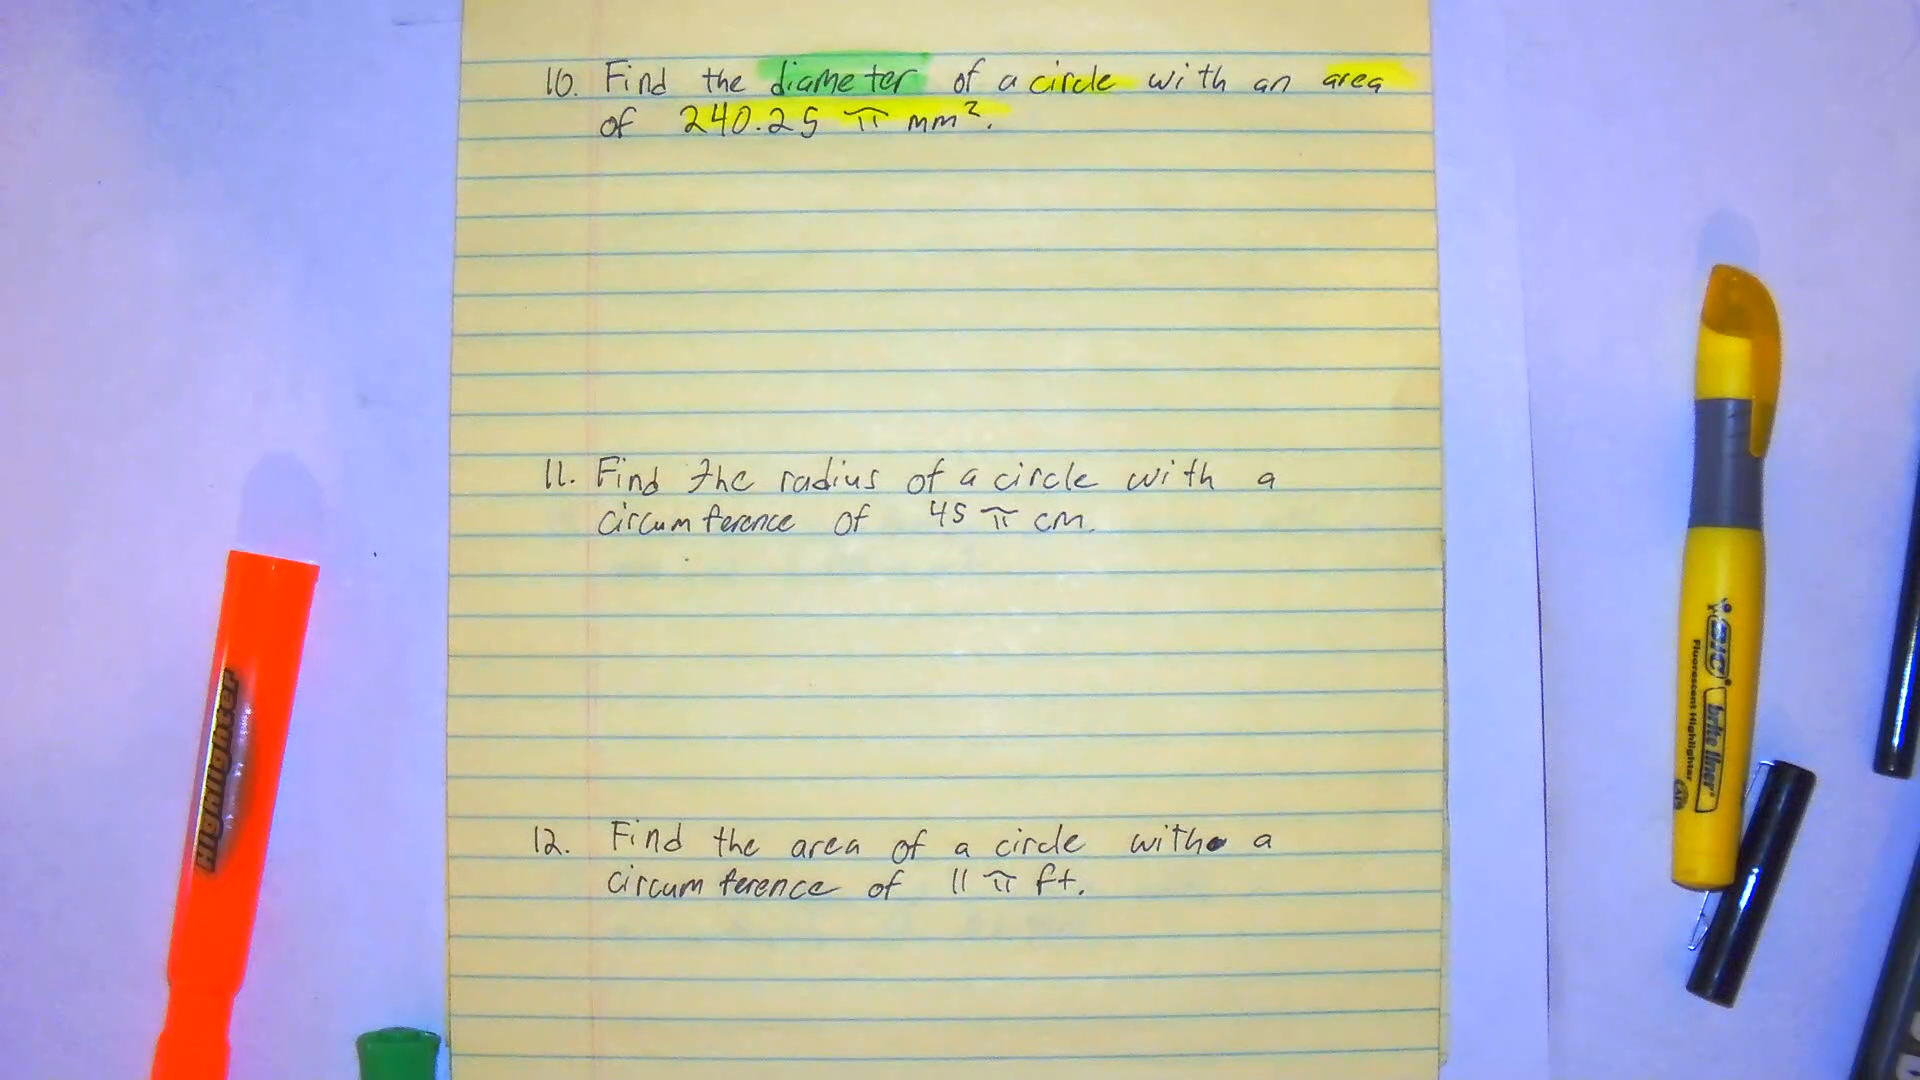 10. Find the diameter of a circle with an area
of 240.25 π mm².
11. Find the radius of a circle with a
circumference of 45 π cm.
12. Find the area of a circle with a
circumference of 11 π ft.
Highlighter
BIC brite liner
Fluorescent Highlighter